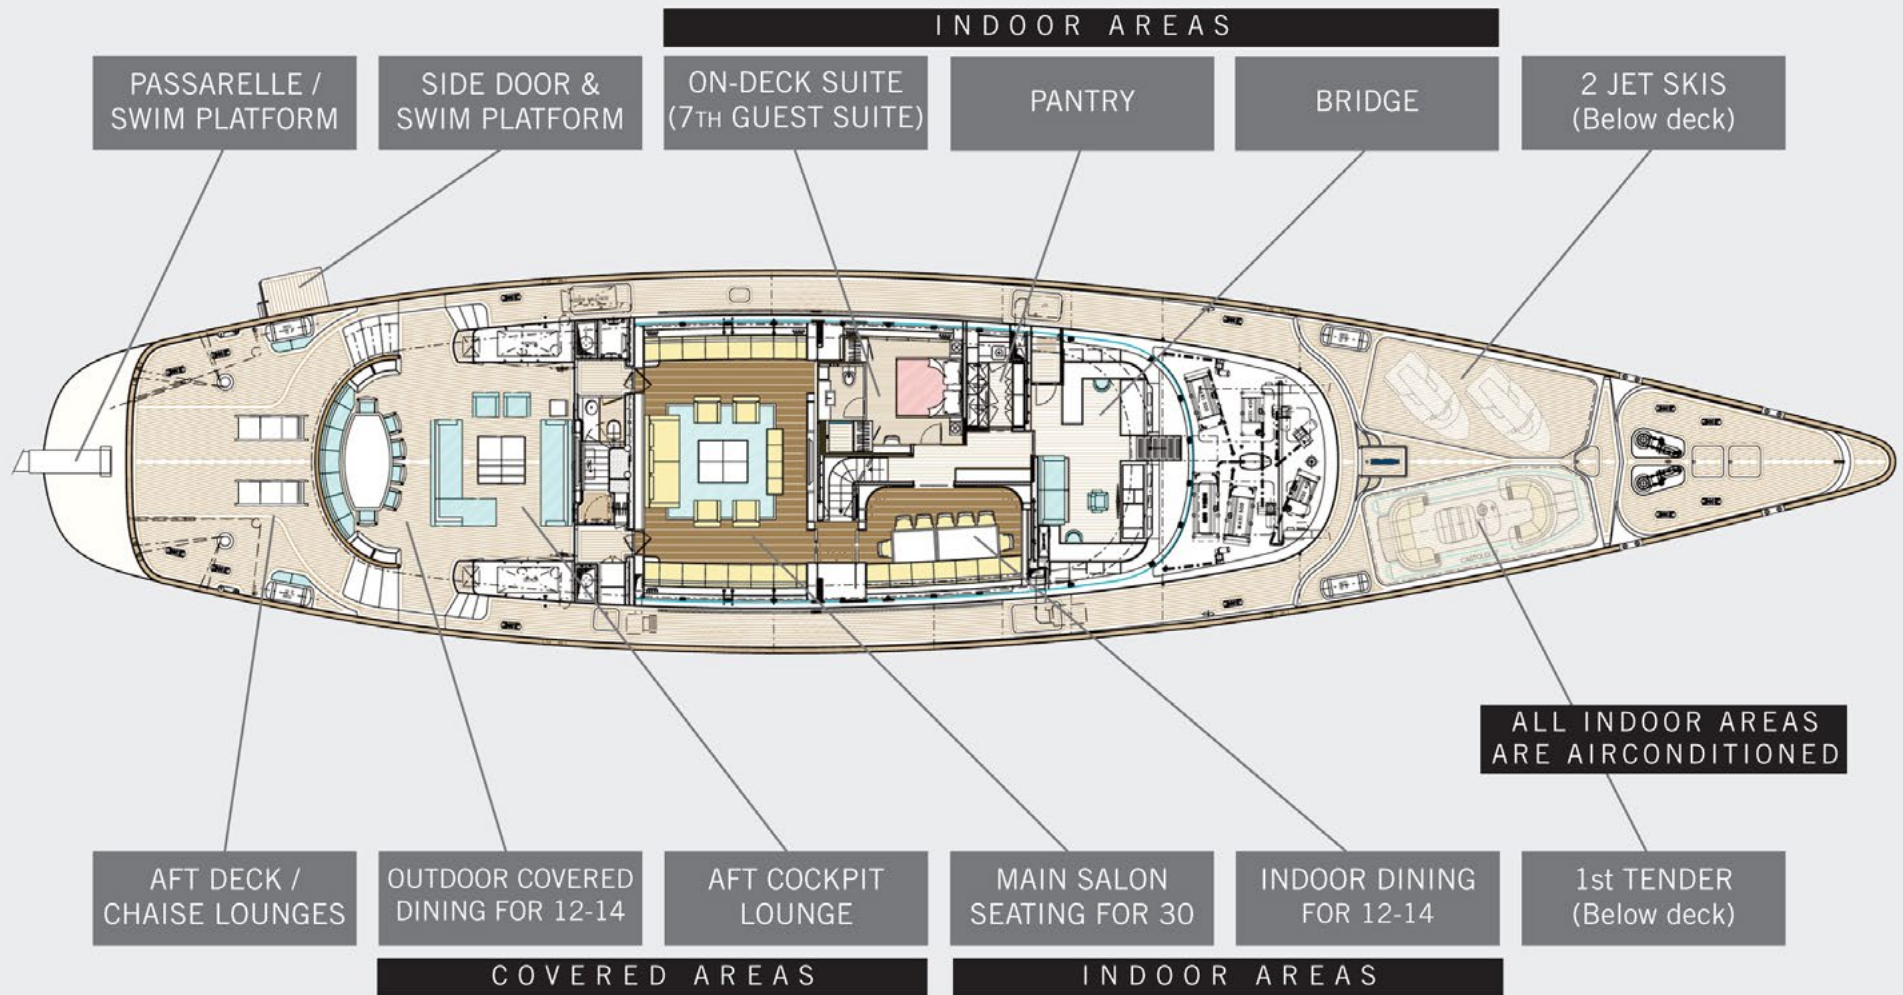 INDOOR AREAS
PASSARELLE /
SWIM PLATFORM
SIDE DOOR &
SWIM PLATFORM
ON-DECK SUITE
(7TH GUEST SUITE)
PANTRY
BRIDGE
2 JET SKIS
(Below deck)
ALL INDOOR AREAS
ARE AIRCONDITIONED
AFT DECK /
CHAISE LOUNGES
OUTDOOR COVERED
DINING FOR 12-14
AFT COCKPIT
LOUNGE
MAIN SALON
SEATING FOR 30
INDOOR DINING
FOR 12-14
1st TENDER
(Below deck)
COVERED AREAS
INDOOR AREAS